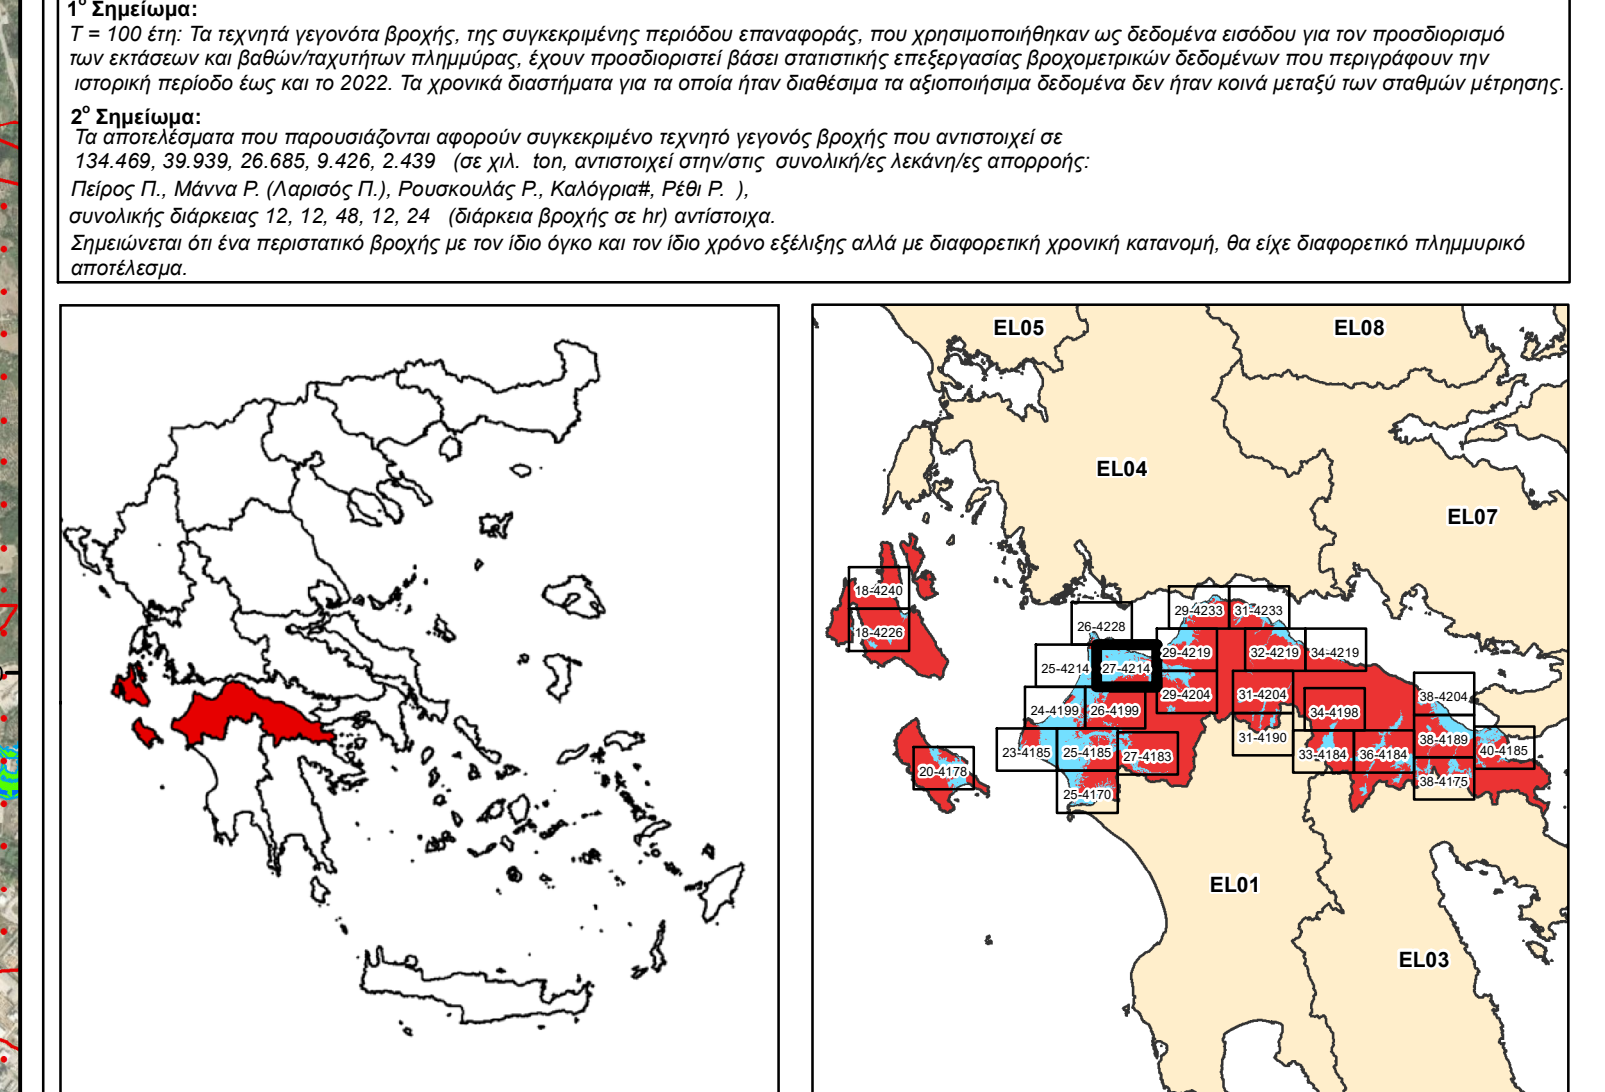 1ο Σημείωμα:
T = 100 έτη: Τα τεχνητά γεγονότα βροχής, της συγκεκριμένης περιόδου επαναφοράς, που χρησιμοποιήθηκαν ως δεδομένα εισόδου για τον προσδιορισμό
των εκτάσεων και βαθών/ταχυτήτων πλημμύρας, έχουν προσδιοριστεί βάσει στατιστικής επεξεργασίας βροχομετρικών δεδομένων που περιγράφουν την
ιστορική περίοδο έως και το 2022. Τα χρονικά διαστήματα για τα οποία ήταν διαθέσιμα τα αξιοποιήσιμα δεδομένα δεν ήταν κοινά μεταξύ των σταθμών μέτρησης.
2ο Σημείωμα:
Τα αποτελέσματα που παρουσιάζονται αφορούν συγκεκριμένο τεχνητό γεγονός βροχής που αντιστοιχεί σε
134.469, 39.939, 26.685, 9.426, 2.439 (σε χιλ. ton, αντιστοιχεί στην/στις συνολική/ες λεκάνη/ες απορροής:
Πείρος Π., Μάννα Ρ. (Λαρισός Π.), Ρουσκουλάς Ρ., Καλόγρια#, Ρέθι Ρ. ),
συνολικής διάρκειας 12, 12, 48, 12, 24 (διάρκεια βροχής σε hr) αντίστοιχα.
Σημειώνεται ότι ένα περιστατικό βροχής με τον ίδιο όγκο και τον ίδιο χρόνο εξέλιξης αλλά με διαφορετική χρονική κατανομή, θα είχε διαφορετικό πλημμυρικό
αποτέλεσμα.
EL05
EL08
EL04
EL07
18-4240
18-4226
29-4233
31-4233
26-4228
25-4214
27-4214
29-4219
32-4219
34-4219
24-4199
26-4199
29-4204
31-4204
34-4198
38-4204
31-4190
23-4185
25-4185
27-4183
33-4184
36-4184
38-4189
40-4185
20-4178
25-4170
38-4175
EL01
EL03